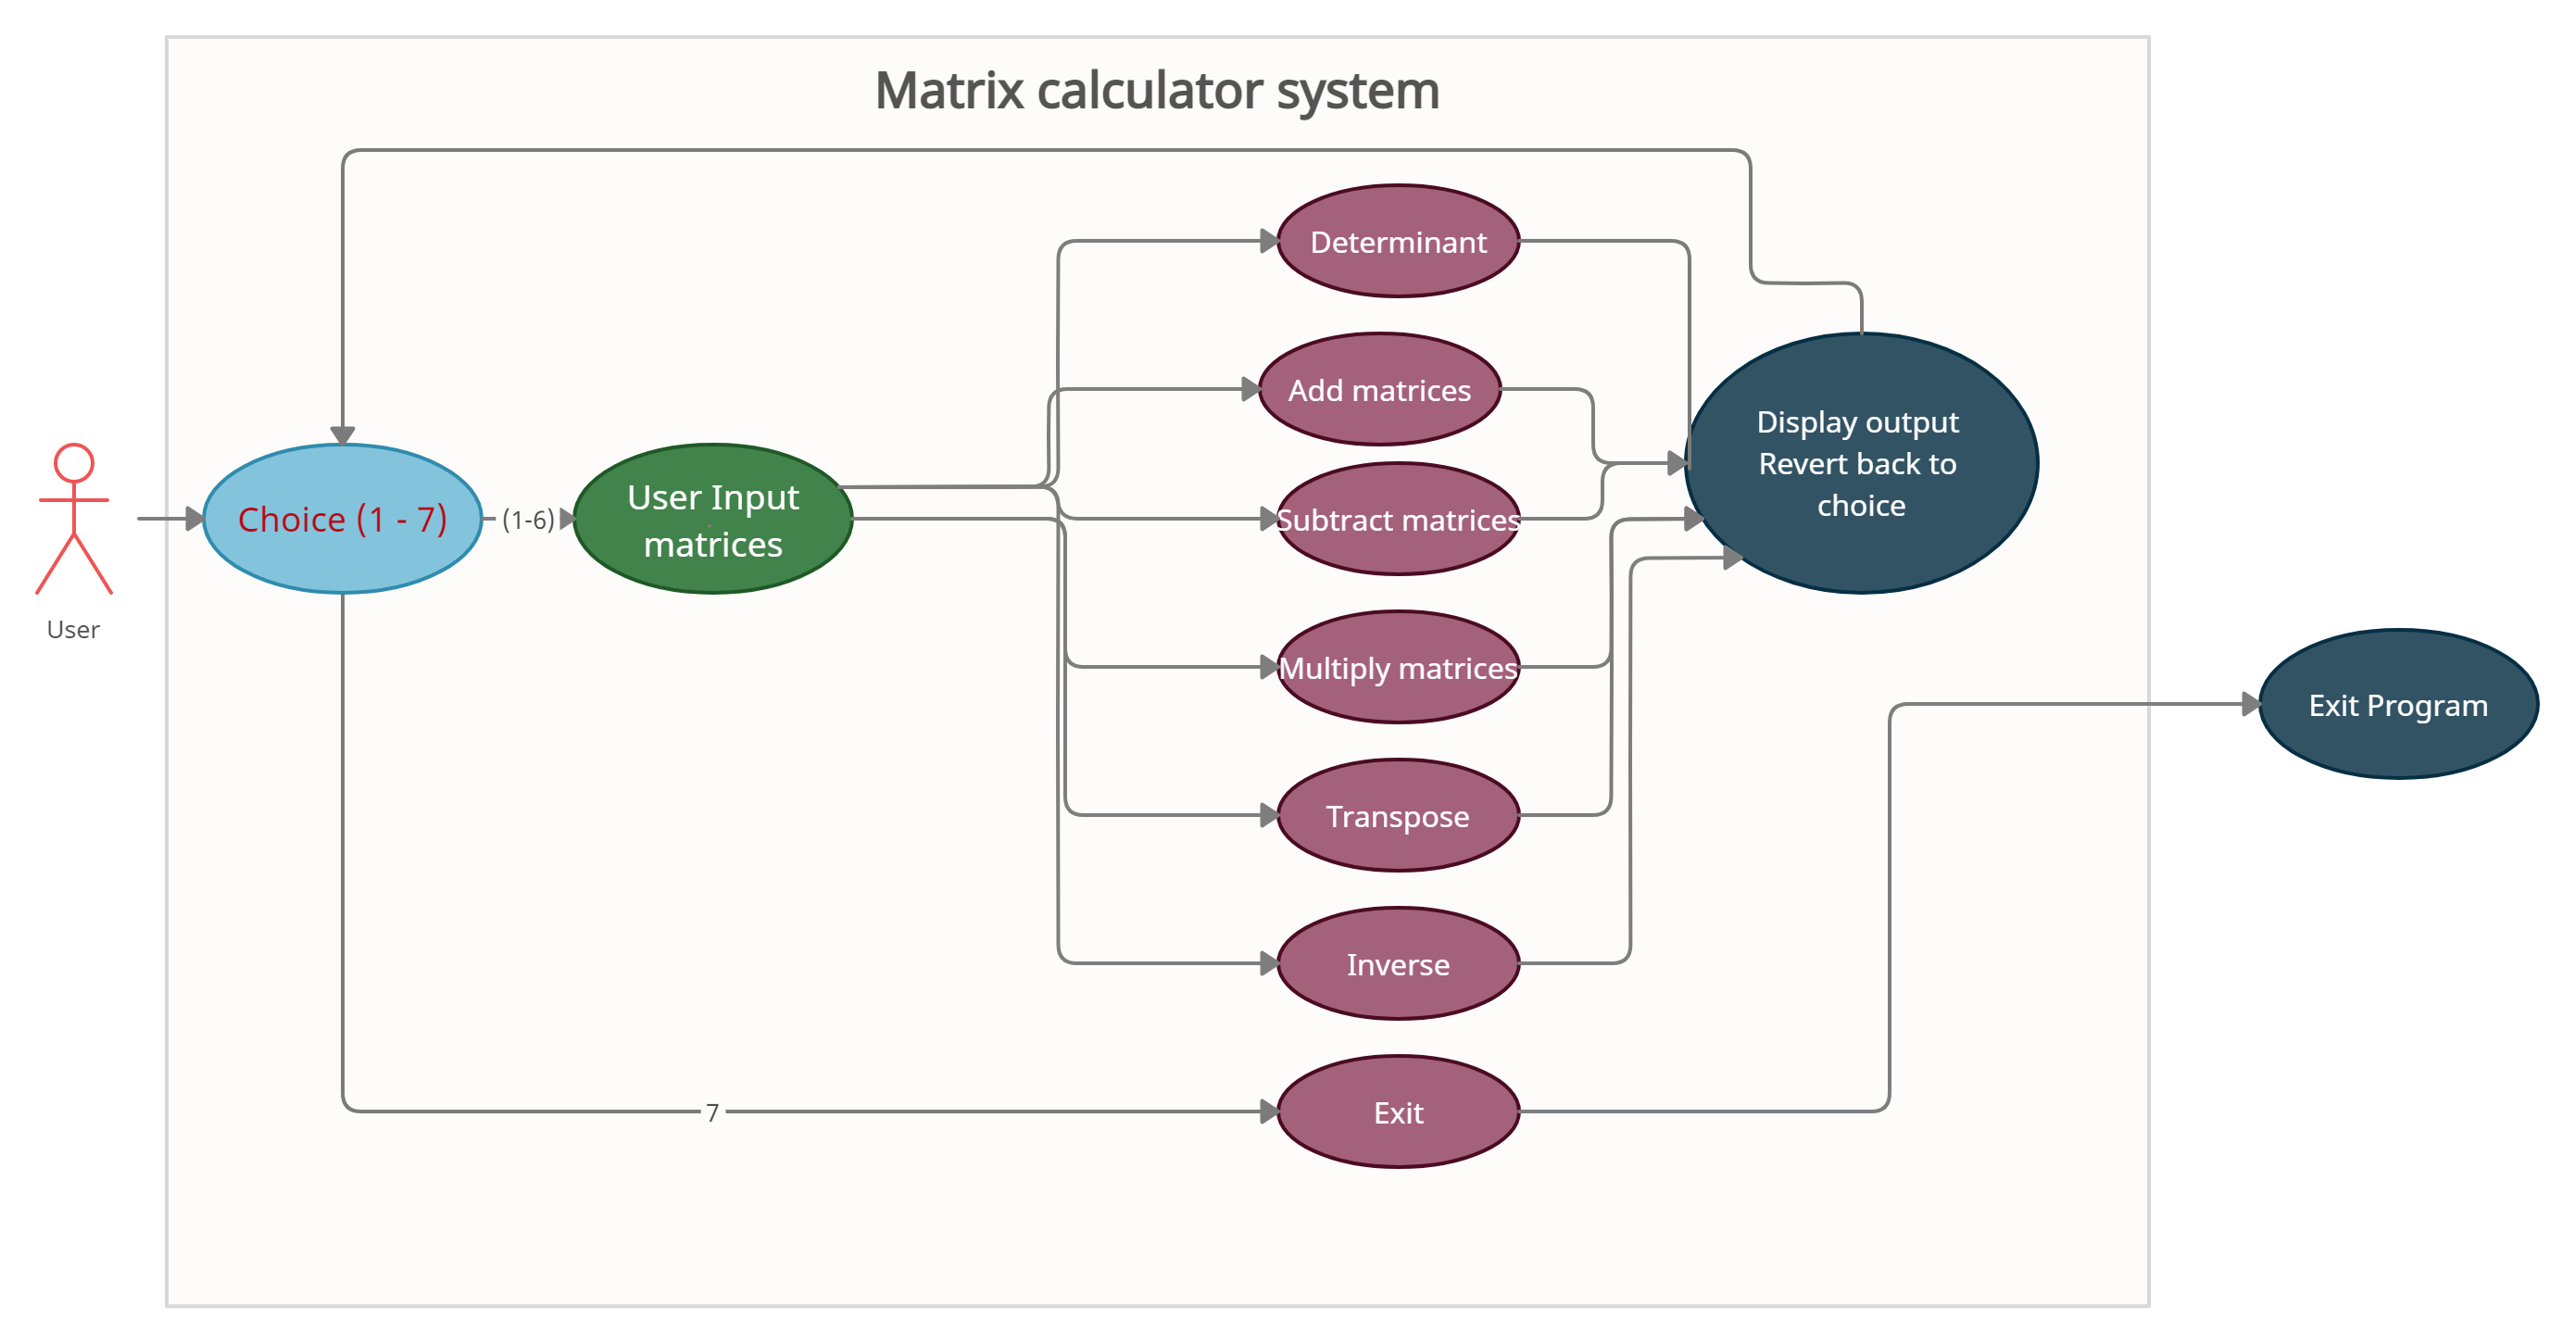 Matrix calculator system
User
Choice (1 - 7)
(1-6)
User Input
matrices
Determinant
Add matrices
Subtract matrices
Multiply matrices
Transpose
Inverse
7
Exit
Display output
Revert back to
choice
Exit Program